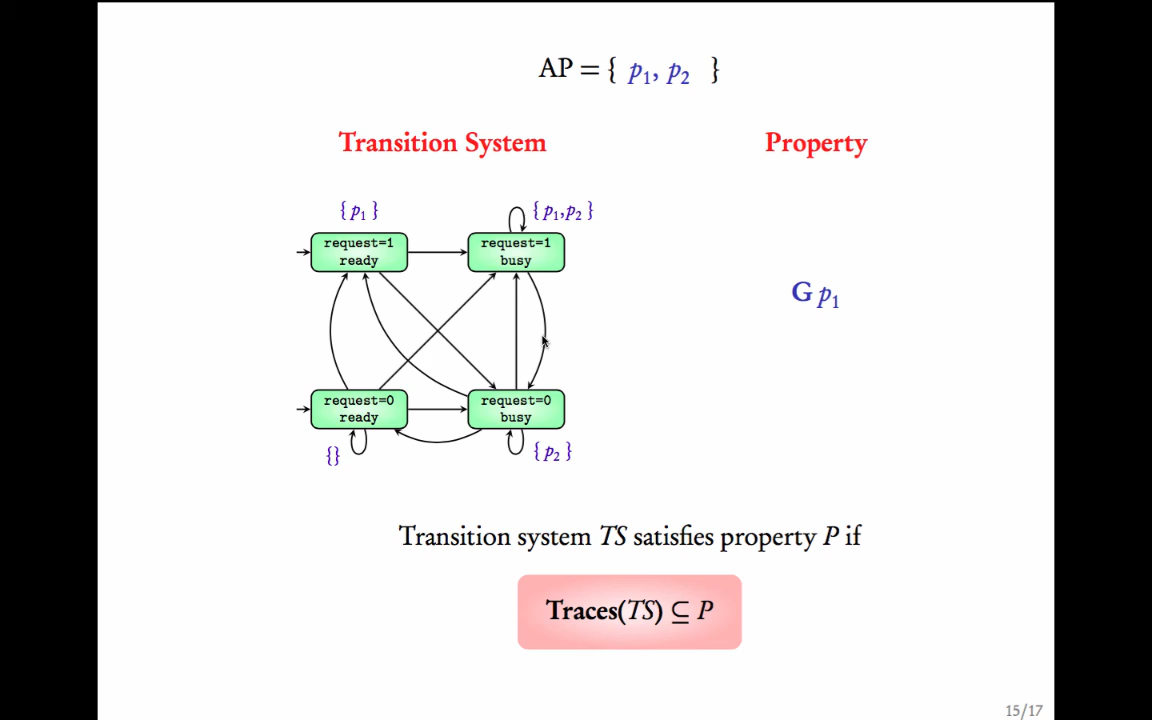 AP = { p₁, p₂ }
Transition System
Property
{ p₁ }
{ p₁,p₂ }
request=1
ready
request=1
busy
G p₁
request=0
ready
request=0
busy
{}
{ p₂ }
Transition system TS satisfies property P if
Traces(TS) ⊆ P
15/17